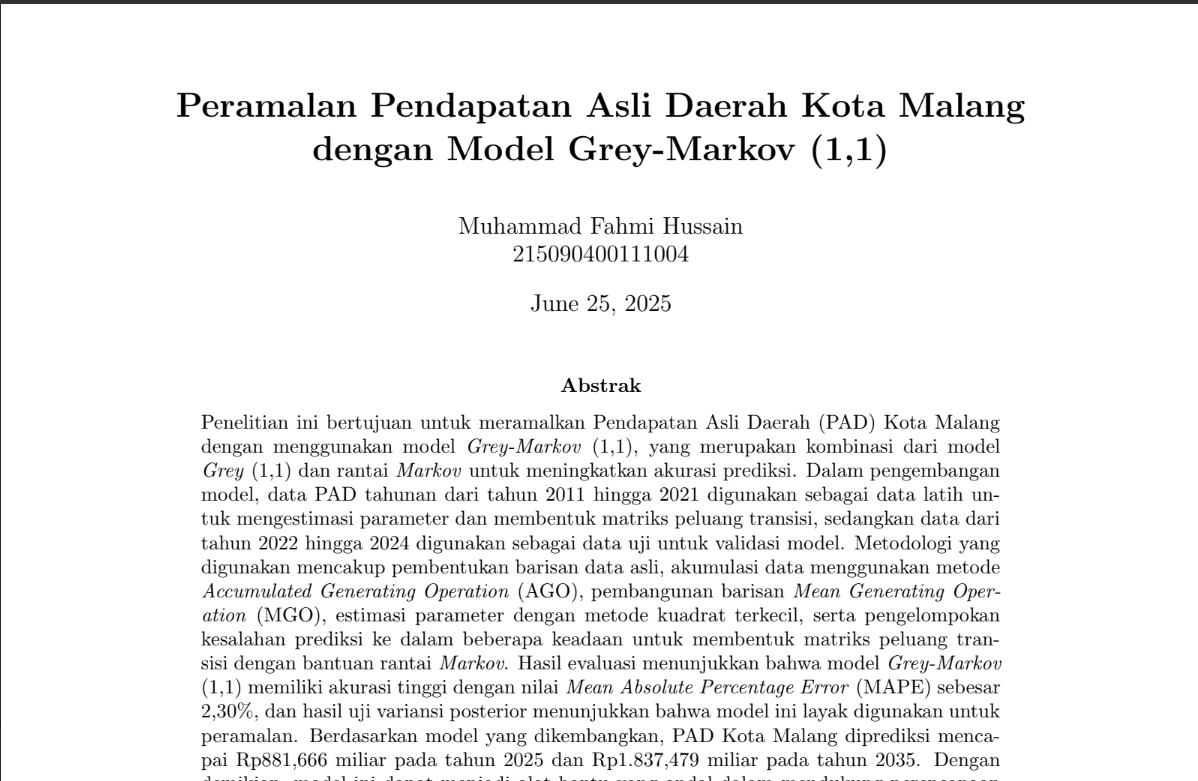 Peramalan Pendapatan Asli Daerah Kota Malang
dengan Model Grey-Markov (1,1)
Muhammad Fahmi Hussain
215090400111004
June 25, 2025
Abstrak
Penelitian ini bertujuan untuk meramalkan Pendapatan Asli Daerah (PAD) Kota Malang
dengan menggunakan model Grey-Markov (1,1), yang merupakan kombinasi dari model
Grey (1,1) dan rantai Markov untuk meningkatkan akurasi prediksi. Dalam pengembangan
model, data PAD tahunan dari tahun 2011 hingga 2021 digunakan sebagai data latih un-
tuk mengestimasi parameter dan membentuk matriks peluang transisi, sedangkan data dari
tahun 2022 hingga 2024 digunakan sebagai data uji untuk validasi model. Metodologi yang
digunakan mencakup pembentukan barisan data asli, akumulasi data menggunakan metode
Accumulated Generating Operation (AGO), pembangunan barisan Mean Generating Oper-
ation (MGO), estimasi parameter dengan metode kuadrat terkecil, serta pengelompokan
kesalahan prediksi ke dalam beberapa keadaan untuk membentuk matriks peluang tran-
sisi dengan bantuan rantai Markov. Hasil evaluasi menunjukkan bahwa model Grey-Markov
(1,1) memiliki akurasi tinggi dengan nilai Mean Absolute Percentage Error (MAPE) sebesar
2,30%, dan hasil uji variansi posterior menunjukkan bahwa model ini layak digunakan untuk
peramalan. Berdasarkan model yang dikembangkan, PAD Kota Malang diprediksi menca-
pai Rp881,666 miliar pada tahun 2025 dan Rp1.837,479 miliar pada tahun 2035. Dengan